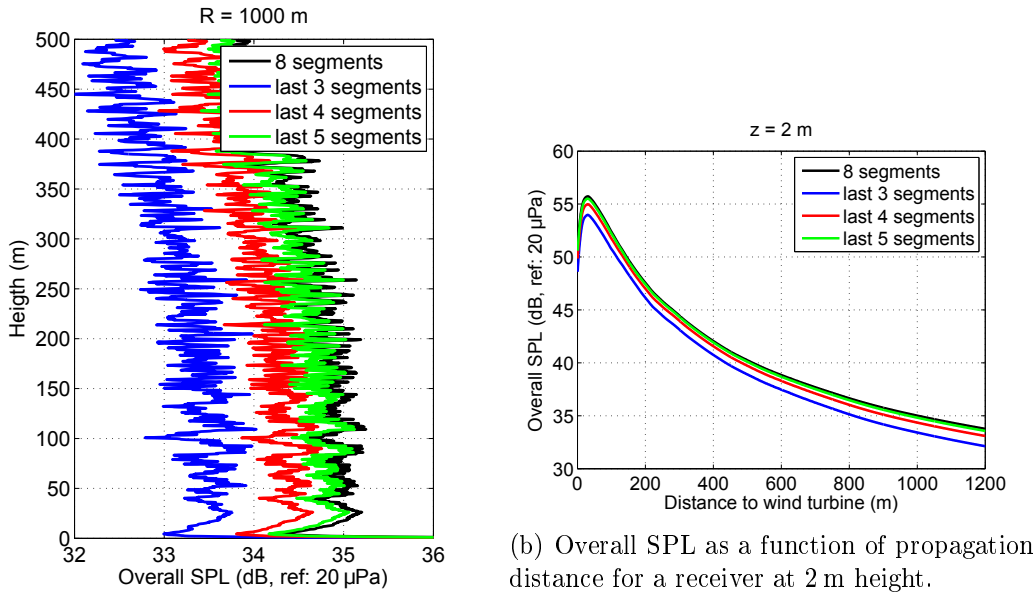 R = 1000 m
500
450
400
350
300
250
200
150
100
50
0
Heigth (m)
8 segments
last 3 segments
last 4 segments
last 5 segments
32
33
34
35
36
Overall SPL (dB, ref: 20 µPa)
z = 2 m
60
55
50
45
40
35
30
Overall SPL (dB, ref: 20 µPa)
8 segments
last 3 segments
last 4 segments
last 5 segments
0
200
400
600
800
1000
1200
Distance to wind turbine (m)
(b) Overall SPL as a function of propagation
distance for a receiver at 2 m height.